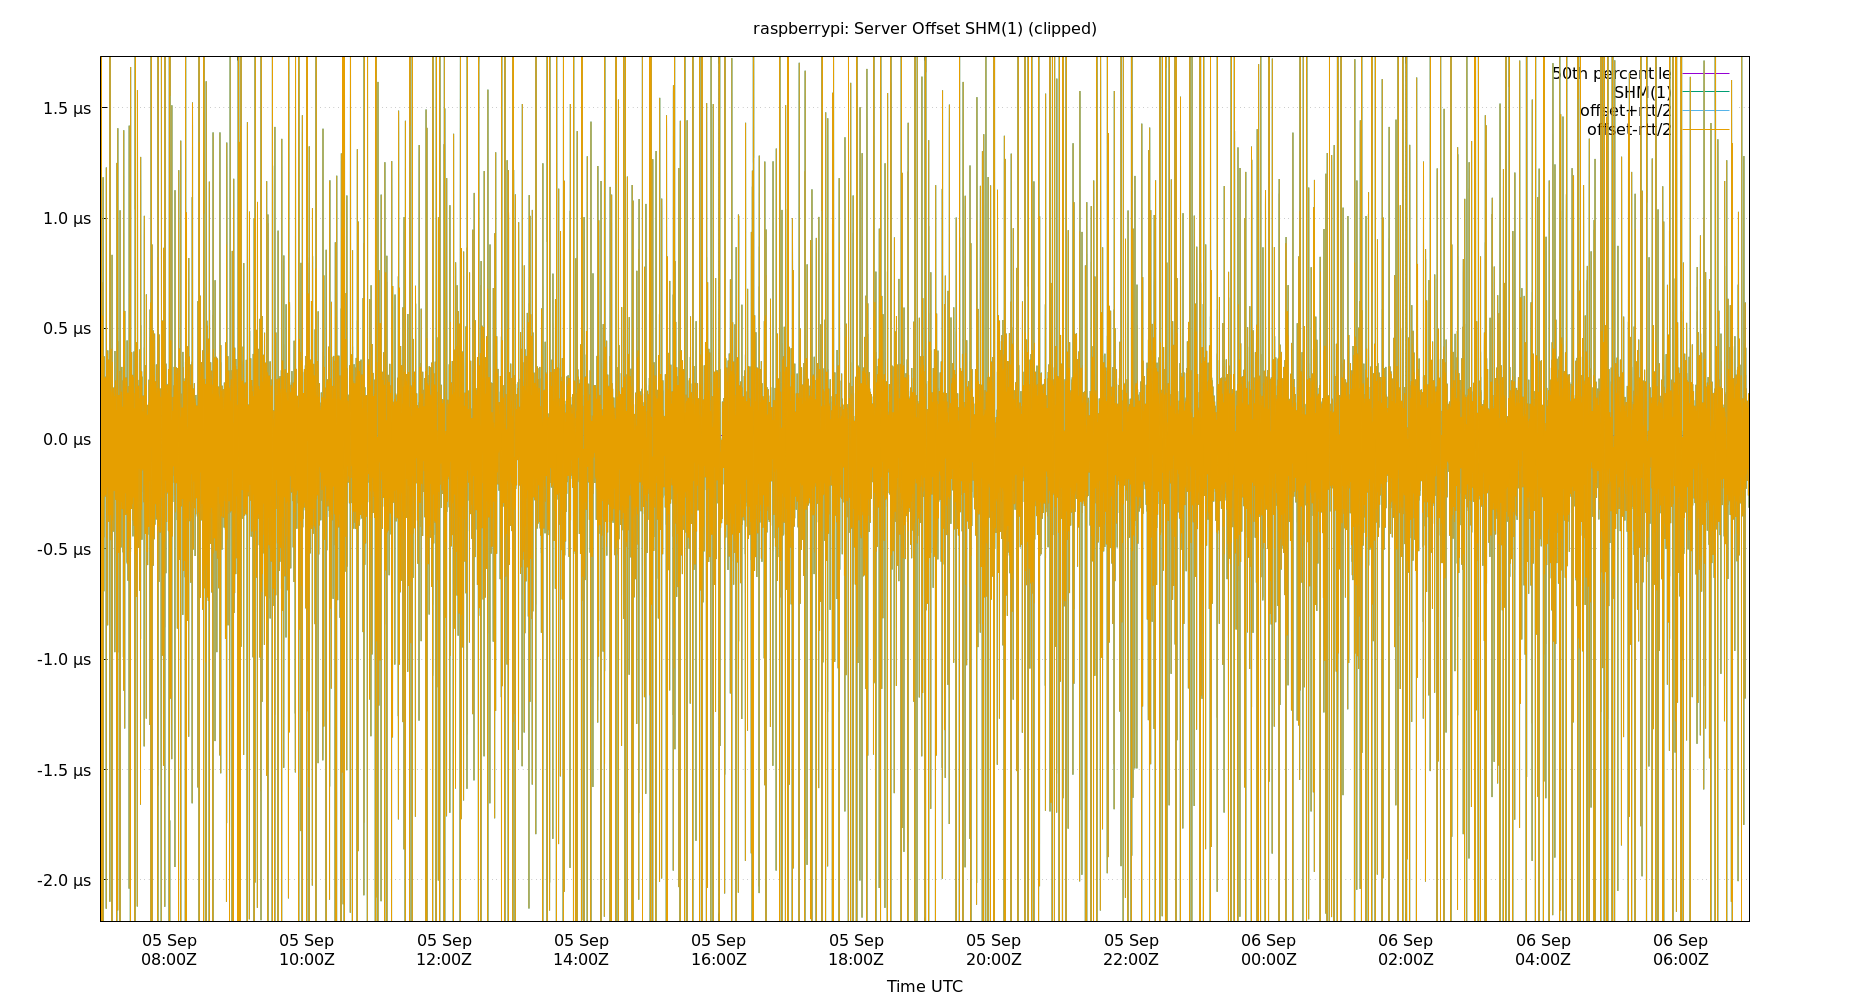 raspberrypi: Server Offset SHM(1) (clipped)
50th percentile
SHM(1)
offset+rtt/2
offset-rtt/2
1.5 µs
1.0 µs
0.5 µs
0.0 µs
-0.5 µs
-1.0 µs
-1.5 µs
-2.0 µs
05 Sep 05 Sep 05 Sep 05 Sep 05 Sep 05 Sep 05 Sep 05 Sep 06 Sep 06 Sep 06 Sep 06 Sep
08:00Z 10:00Z 12:00Z 14:00Z 16:00Z 18:00Z 20:00Z 22:00Z 00:00Z 02:00Z 04:00Z 06:00Z
Time UTC